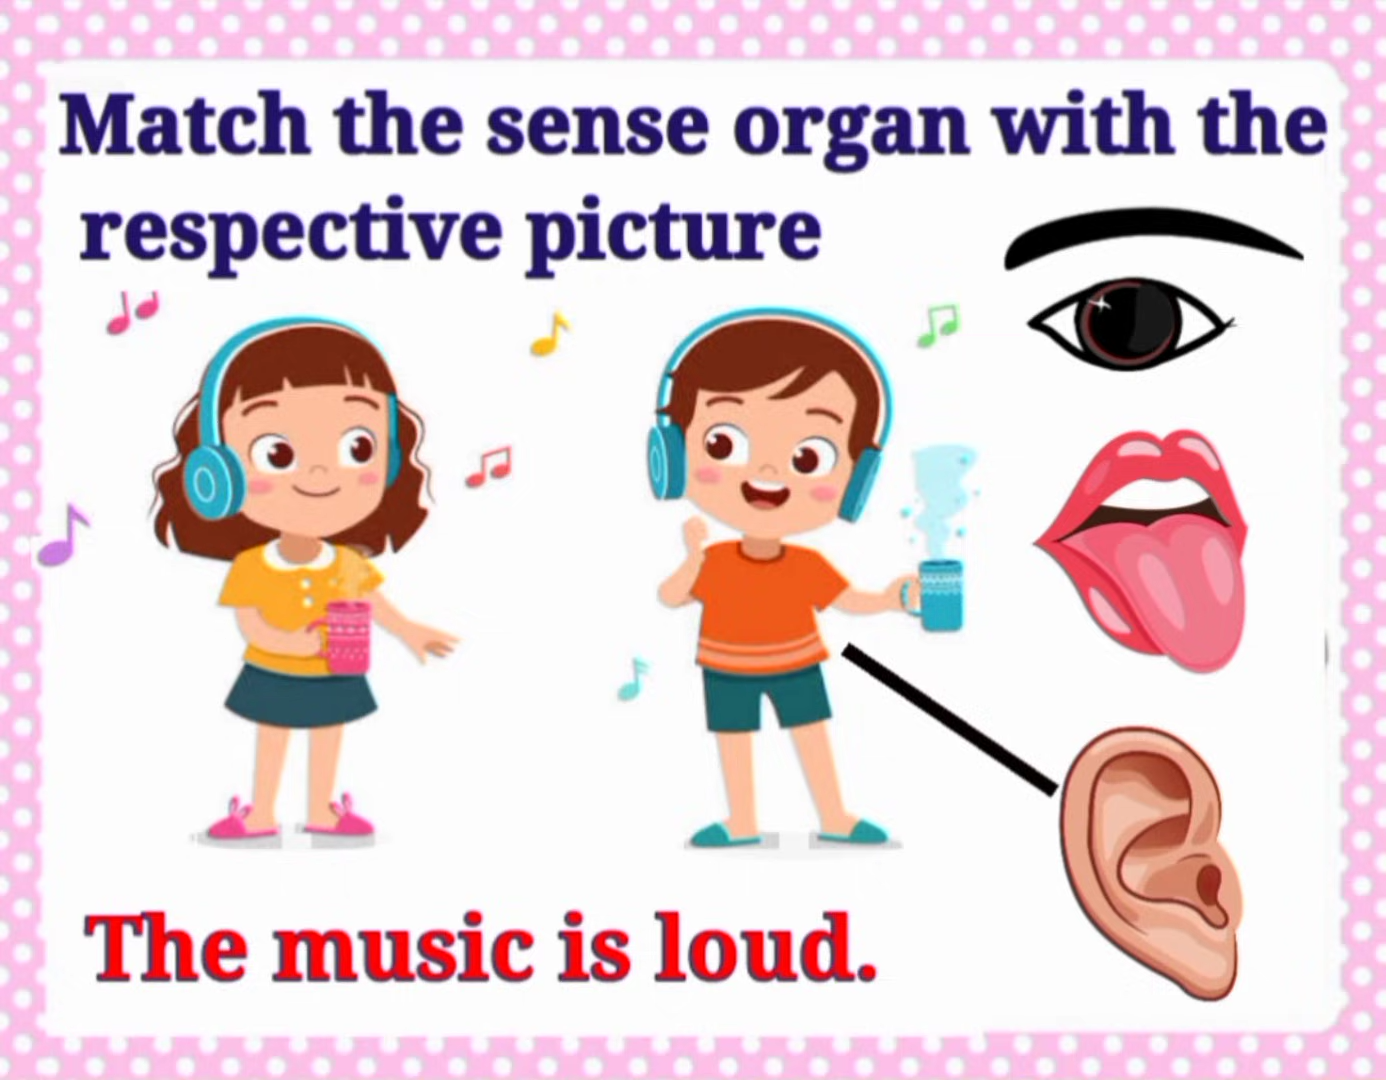 Match the sense organ with the
respective picture
The music is loud.